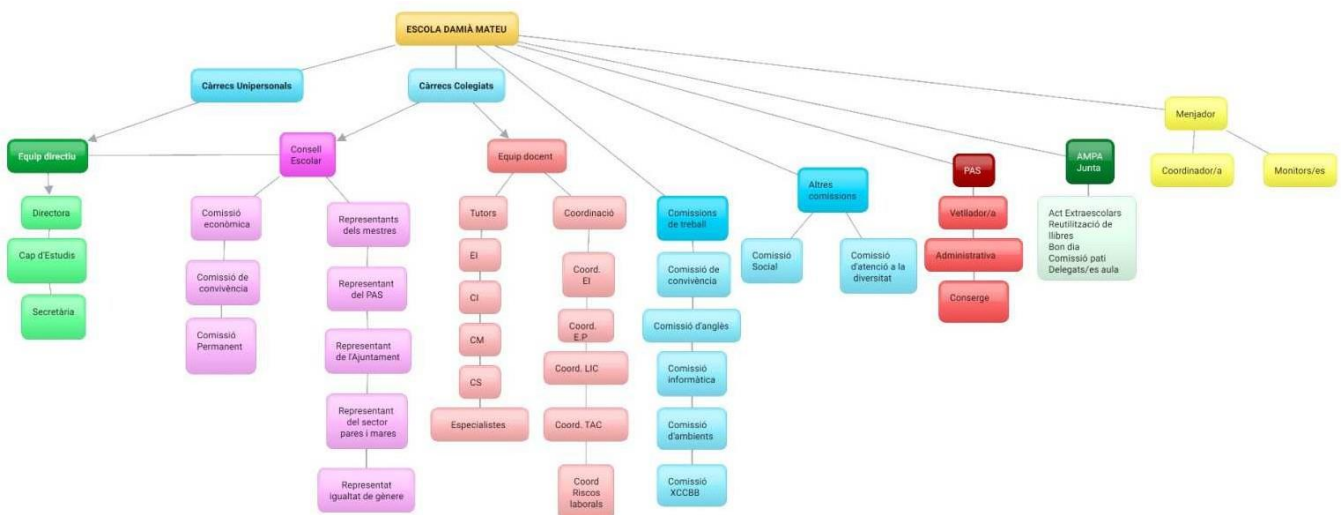 ESCOLA DAMIÀ MATEU
Càrrecs Unipersonals
Càrrecs Colegiats
Menjador
Equip directiu
Consell
Escolar
Equip docent
PAS
AMPA
Junta
Coordinador/a
Monitors/es
Altres
comissions
Directora
Cap d'Estudis
Secretària
Comissió
econòmica
Comissió de
convivència
Comissió
Permanent
Representants
dels mestres
Representant
del PAS
Representant
de l'Ajuntament
Representant
del sector
pares i mares
Representat
igualtat de gènere
Tutors
EI
CI
CM
CS
Especialistes
Coordinació
Coord.
EI
Coord.
E.P
Coord. LIC
Coord. TAC
Coord
Riscos
laborals
Comissions
de treball
Comissió de
convivència
Comissió d'anglès
Comissió
informàtica
Comissió
d'ambients
Comissió
XCCBB
Comissió
Social
Comissió
d'atenció a la
diversitat
Vetllador/a
Administrativa
Conserge
Act Extraescolars
Reutilització de
llibres
Bon dia
Comissió pati
Delegats/es aula